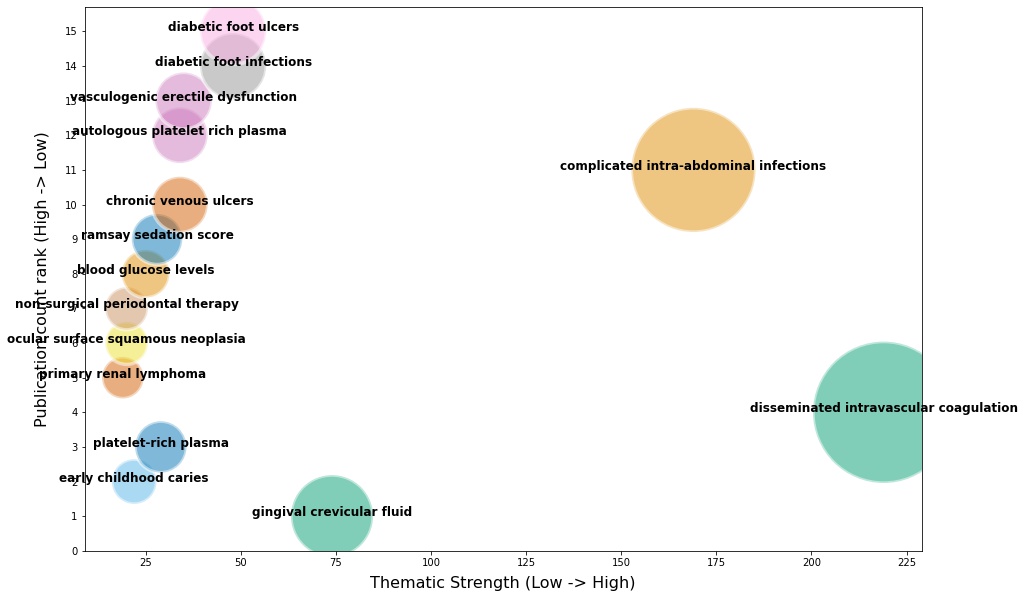 15
diabetic foot ulcers
14
diabetic foot infections
13
vasculogenic erectile dysfunction
12
autologous platelet rich plasma
11
complicated intra-abdominal infections
10
chronic venous ulcers
9
ramsay sedation score
8
blood glucose levels
7
non surgical periodontal therapy
6
ocular surface squamous neoplasia
5
primary renal lymphoma
4
disseminated intravascular coagulation
3
platelet-rich plasma
2
early childhood caries
1
gingival crevicular fluid
0
Publication count rank (High -> Low)
25 50 75 100 125 150 175 200 225
Thematic Strength (Low -> High)